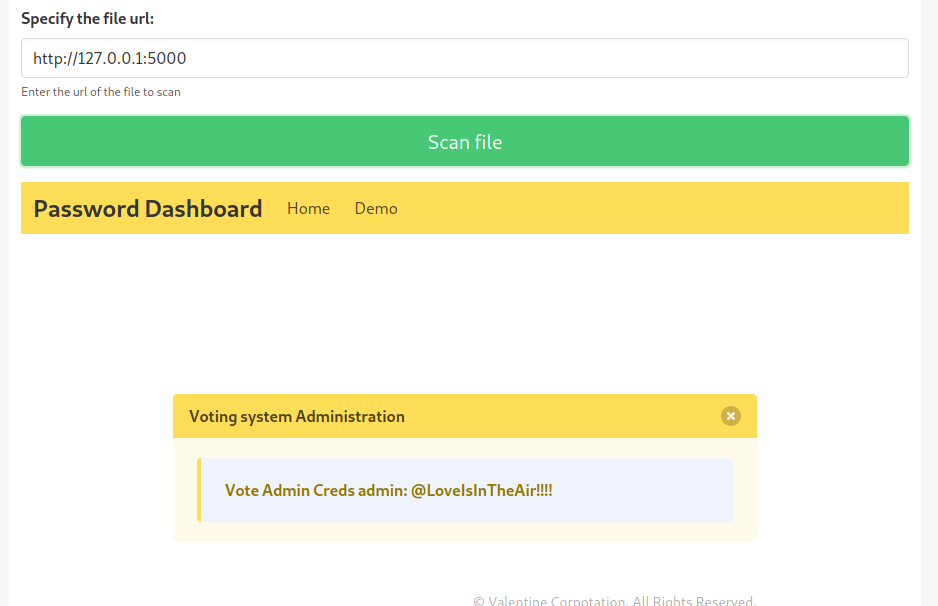 Specify the file url:
http://127.0.0.1:5000
Enter the url of the file to scan
Scan file
Password Dashboard Home Demo
Voting system Administration
Vote Admin Creds admin: @LoveIsInTheAir!!!!
© Valentine Corpotation. All Rights Reserved.